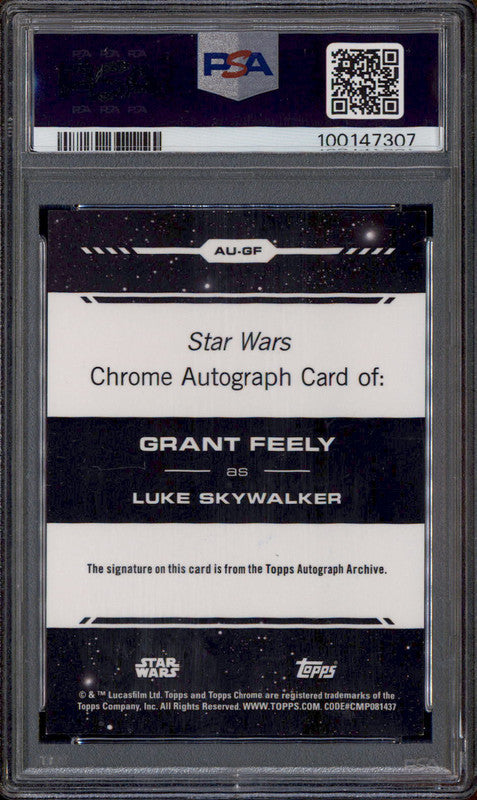 PSA
100147307
AU-GF
Star Wars
Chrome Autograph Card of:
GRANT FEELY
as
LUKE SKYWALKER
The signature on this card is from the Topps Autograph Archive.
STAR WARS
topps
© & ™ Lucasfilm Ltd. Topps and Topps Chrome are registered trademarks of the
Topps Company, Inc. All Rights Reserved. WWW.TOPPS.COM. CODE#CMP081437
PSA